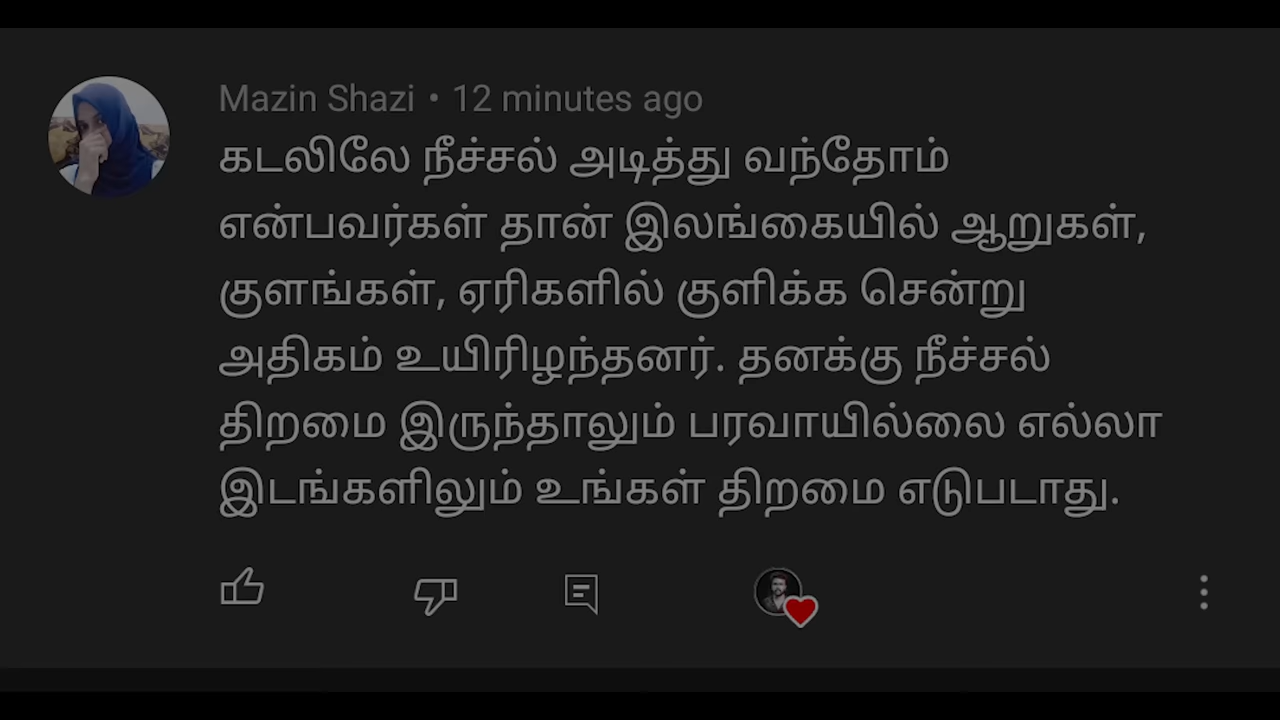 Mazin Shazi • 12 minutes ago
கடலிலே நீச்சல் அடித்து வந்தோம்
என்பவர்கள் தான் இலங்கையில் ஆறுகள்,
குளங்கள், ஏரிகளில் குளிக்க சென்று
அதிகம் உயிரிழந்தனர். தனக்கு நீச்சல்
திறமை இருந்தாலும் பரவாயில்லை எல்லா
இடங்களிலும் உங்கள் திறமை எடுபடாது.